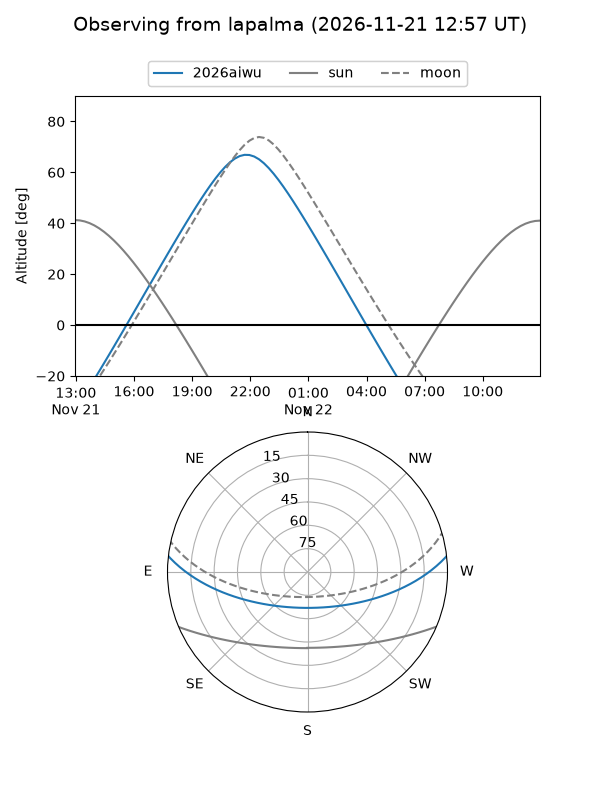 Observing from lapalma (2026-11-21 12:57 UT)
2026aiwu sun moon
80
60
40
20
0
−20
Altitude [deg]
13:00 16:00 19:00 22:00 01:00 04:00 07:00 10:00
Nov 21 Nov 22
N
NE NW
15
30
45
60
75
E W
SE SW
S